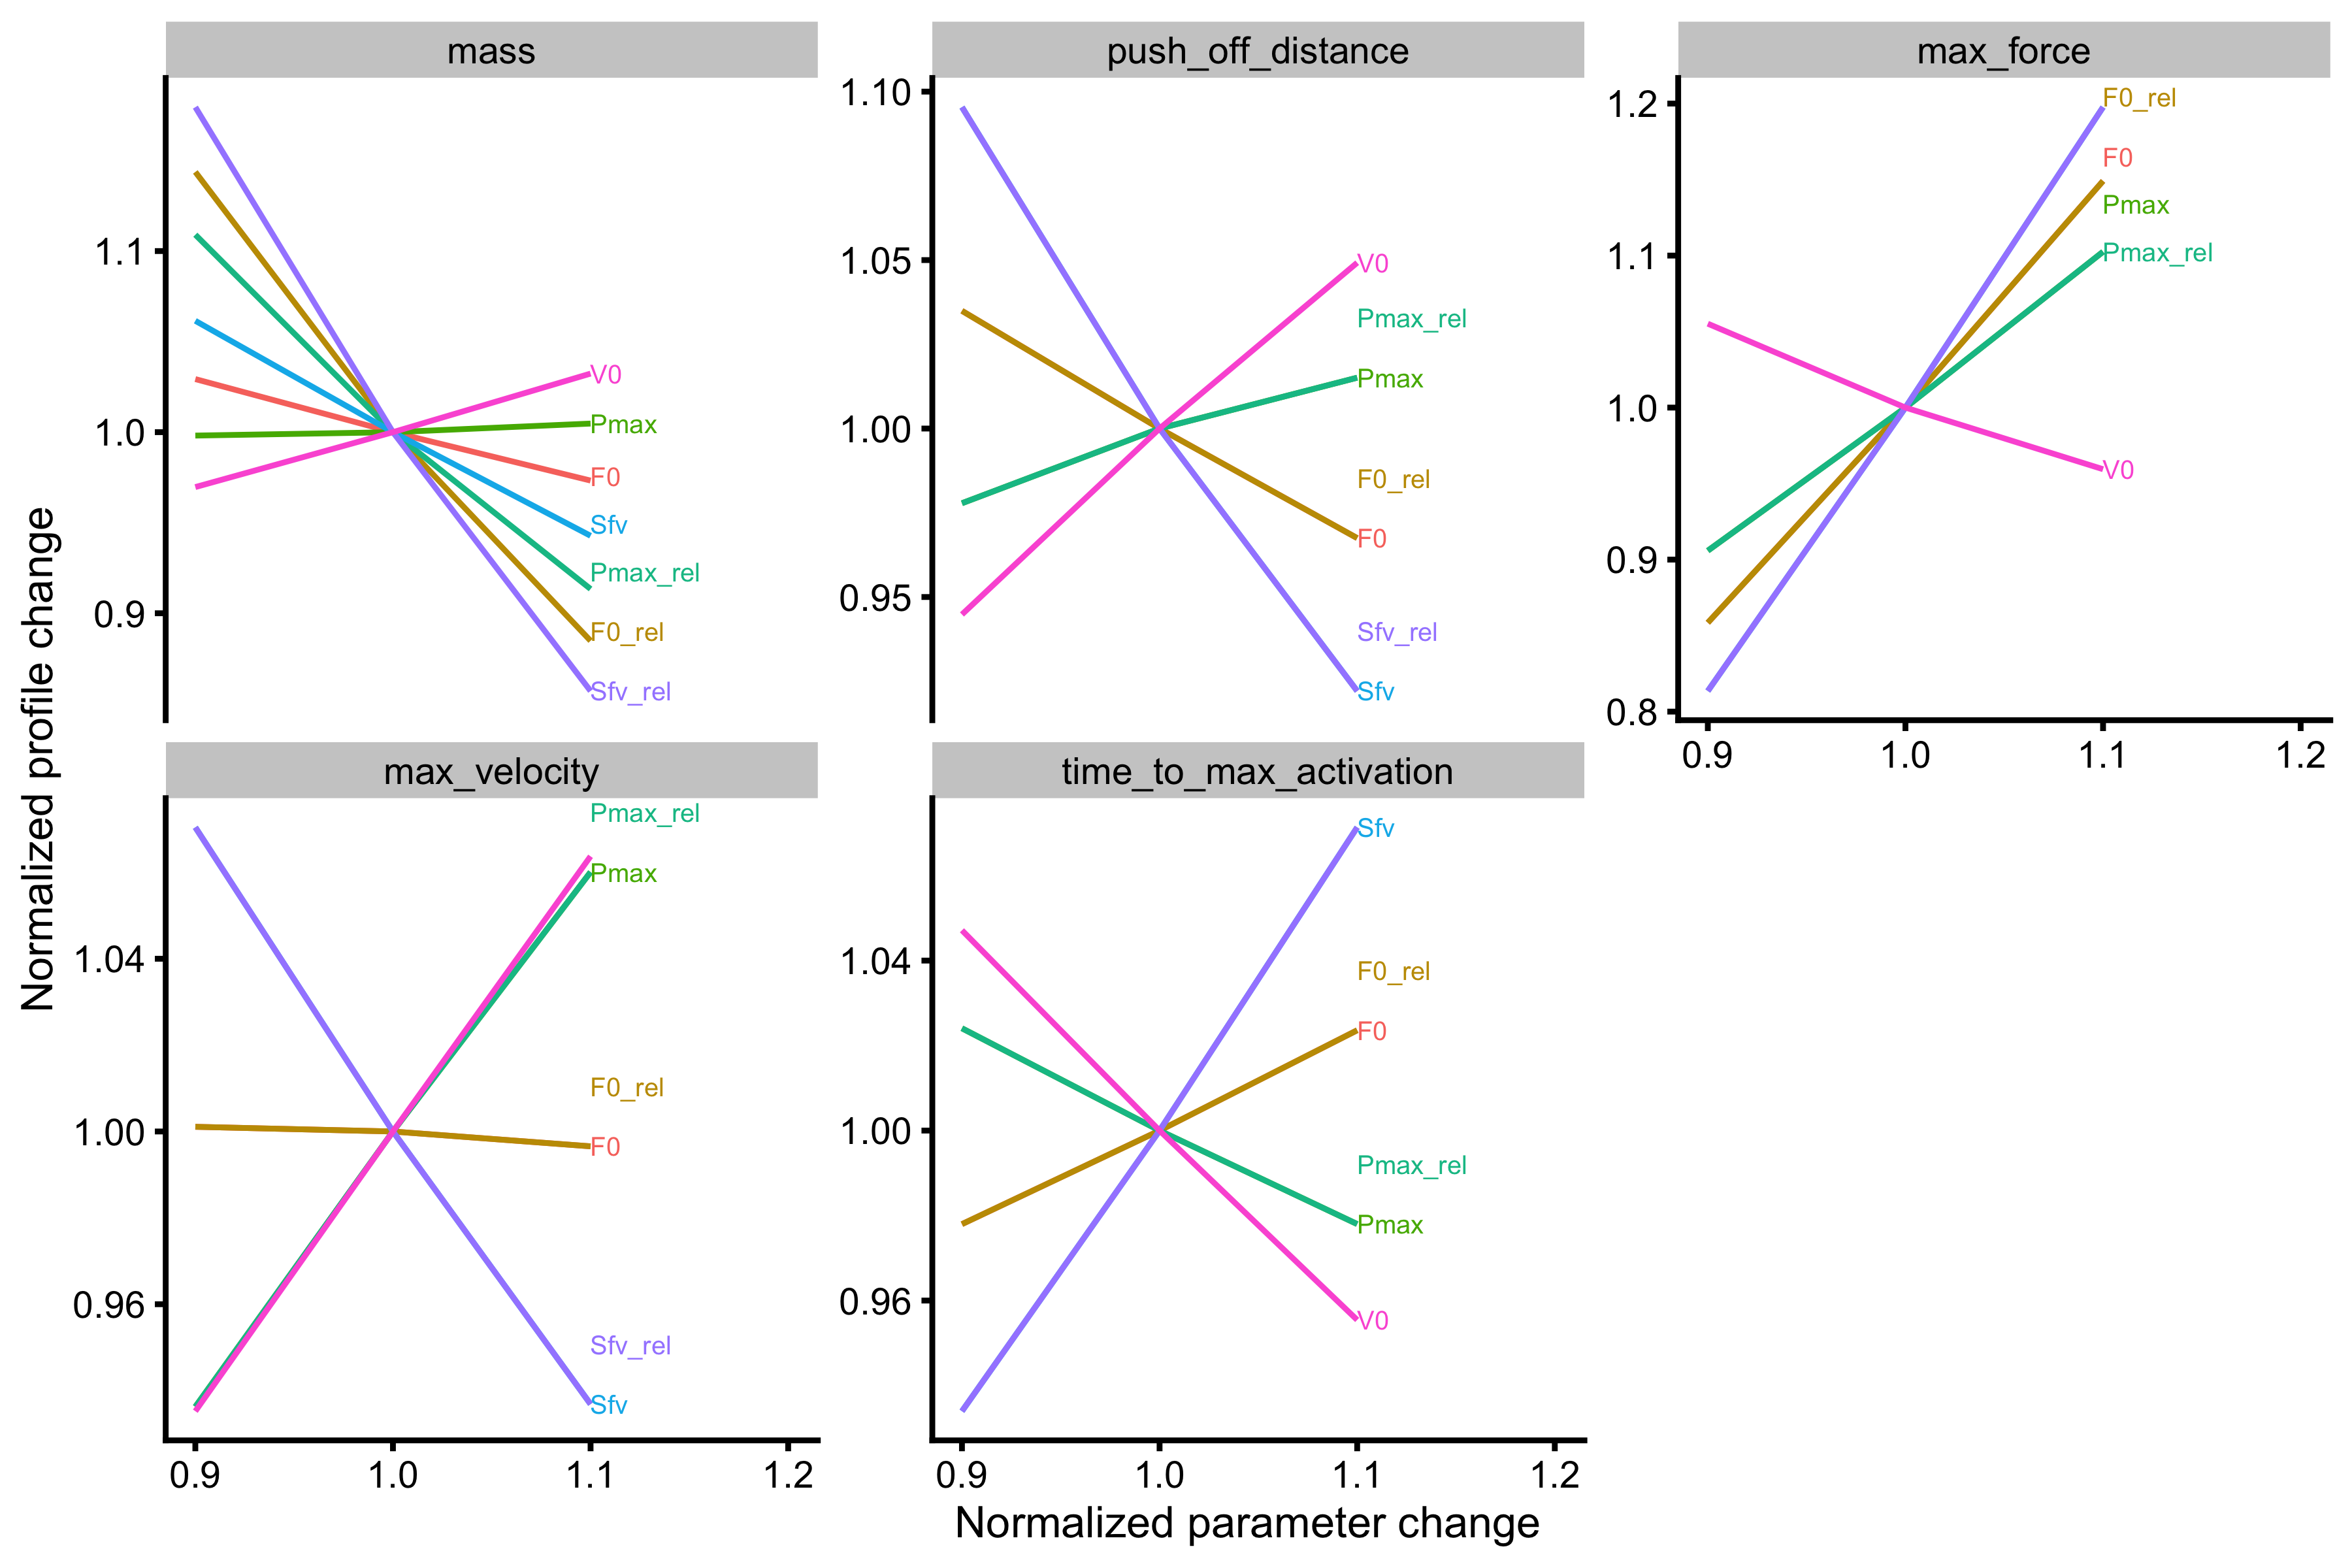 mass
push_off_distance
max_force
1.1
1.0
0.9
V0
Pmax
F0
Sfv
Pmax_rel
F0_rel
Sfv_rel
1.10
1.05
1.00
0.95
V0
Pmax_rel
Pmax
F0_rel
F0
Sfv_rel
Sfv
1.2
1.1
1.0
0.9
0.8
F0_rel
F0
Pmax
Pmax_rel
V0
0.9 1.0 1.1 1.2
max_velocity
time_to_max_activation
1.04
1.00
0.96
Pmax_rel
Pmax
F0_rel
F0
Sfv_rel
Sfv
0.9 1.0 1.1 1.2
1.04
1.00
0.96
Sfv
F0_rel
F0
Pmax_rel
Pmax
V0
0.9 1.0 1.1 1.2
Normalized profile change
Normalized parameter change